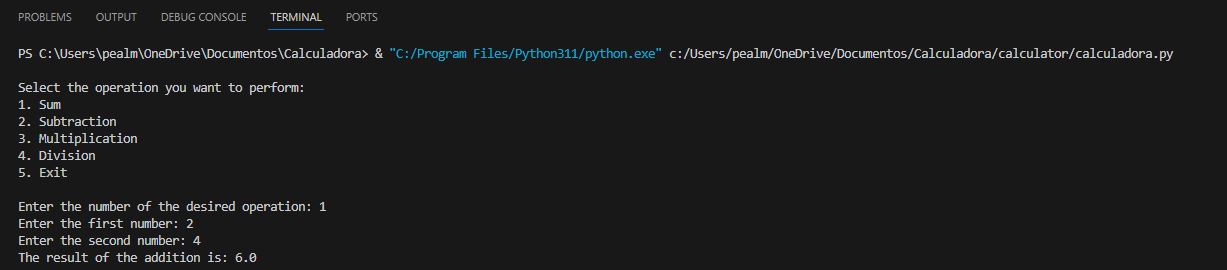 PROBLEMS OUTPUT DEBUG CONSOLE TERMINAL PORTS
PS C:\Users\pealm\OneDrive\Documentos\Calculadora> & "C:/Program Files/Python311/python.exe" c:/Users/pealm/OneDrive/Documentos/Calculadora/calculator/calculadora.py
Select the operation you want to perform:
1. Sum
2. Subtraction
3. Multiplication
4. Division
5. Exit
Enter the number of the desired operation: 1
Enter the first number: 2
Enter the second number: 4
The result of the addition is: 6.0